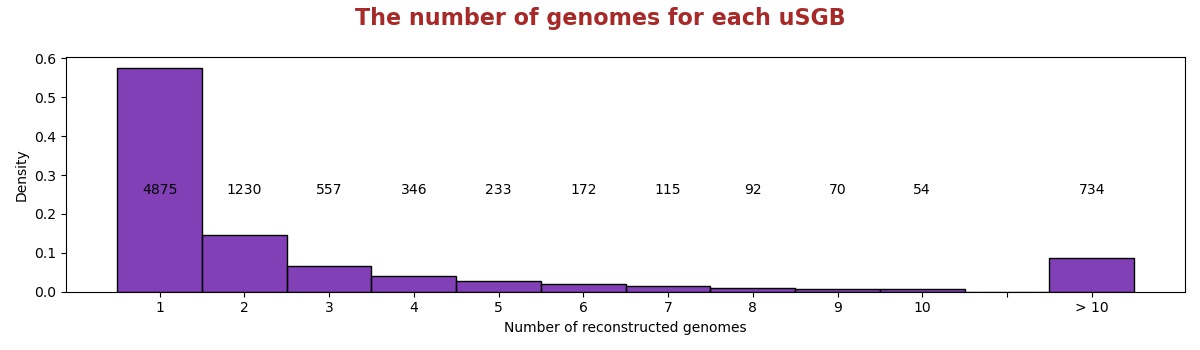 The number of genomes for each uSGB
0.6
0.5
0.4
0.3
0.2
0.1
0.0
Density
4875 1230 557 346 233 172 115 92 70 54 734
1 2 3 4 5 6 7 8 9 10 > 10
Number of reconstructed genomes